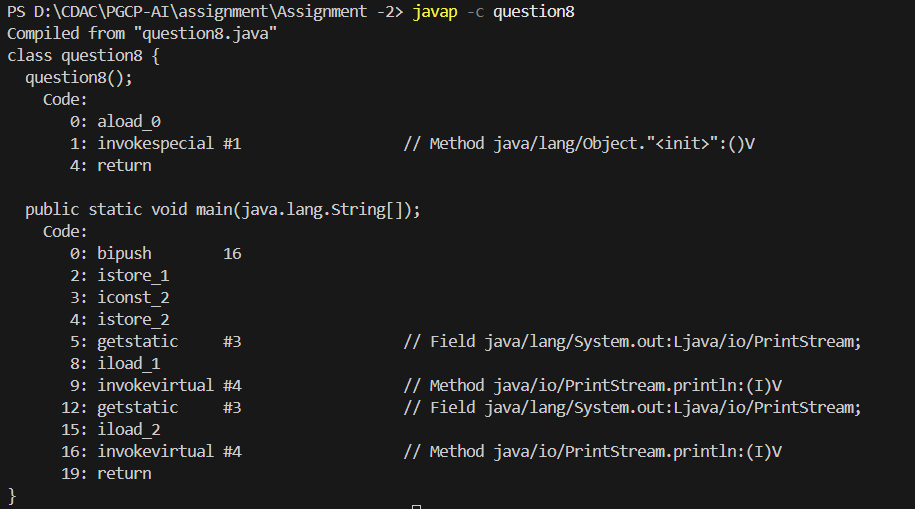 PS D:\CDAC\PGCP-AI\assignment\Assignment -2> javap -c question8
Compiled from "question8.java"
class question8 {
  question8();
    Code:
       0: aload_0
       1: invokespecial #1                  // Method java/lang/Object."<init>":()V
       4: return

  public static void main(java.lang.String[]);
    Code:
       0: bipush        16
       2: istore_1
       3: iconst_2
       4: istore_2
       5: getstatic     #3                  // Field java/lang/System.out:Ljava/io/PrintStream;
       8: iload_1
       9: invokevirtual #4                  // Method java/io/PrintStream.println:(I)V
      12: getstatic     #3                  // Field java/lang/System.out:Ljava/io/PrintStream;
      15: iload_2
      16: invokevirtual #4                  // Method java/io/PrintStream.println:(I)V
      19: return
}